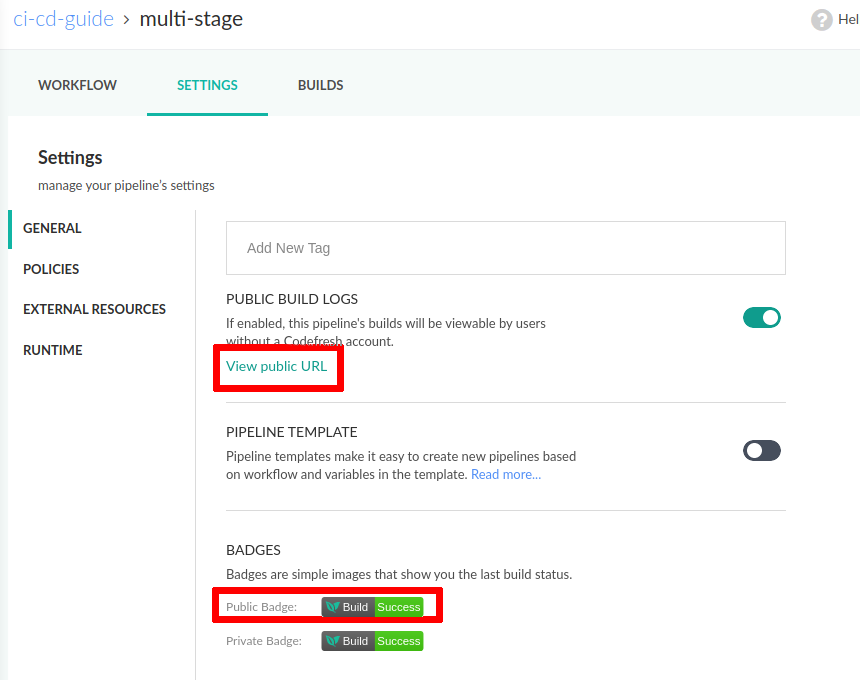 ci-cd-guide › multi-stage
Hel
WORKFLOW
SETTINGS
BUILDS
Settings
manage your pipeline's settings
GENERAL
POLICIES
EXTERNAL RESOURCES
RUNTIME
Add New Tag
PUBLIC BUILD LOGS
If enabled, this pipeline's builds will be viewable by users
without a Codefresh account.
View public URL
PIPELINE TEMPLATE
Pipeline templates make it easy to create new pipelines based
on workflow and variables in the template. Read more...
BADGES
Badges are simple images that show you the last build status.
Public Badge: Build Success
Private Badge: Build Success